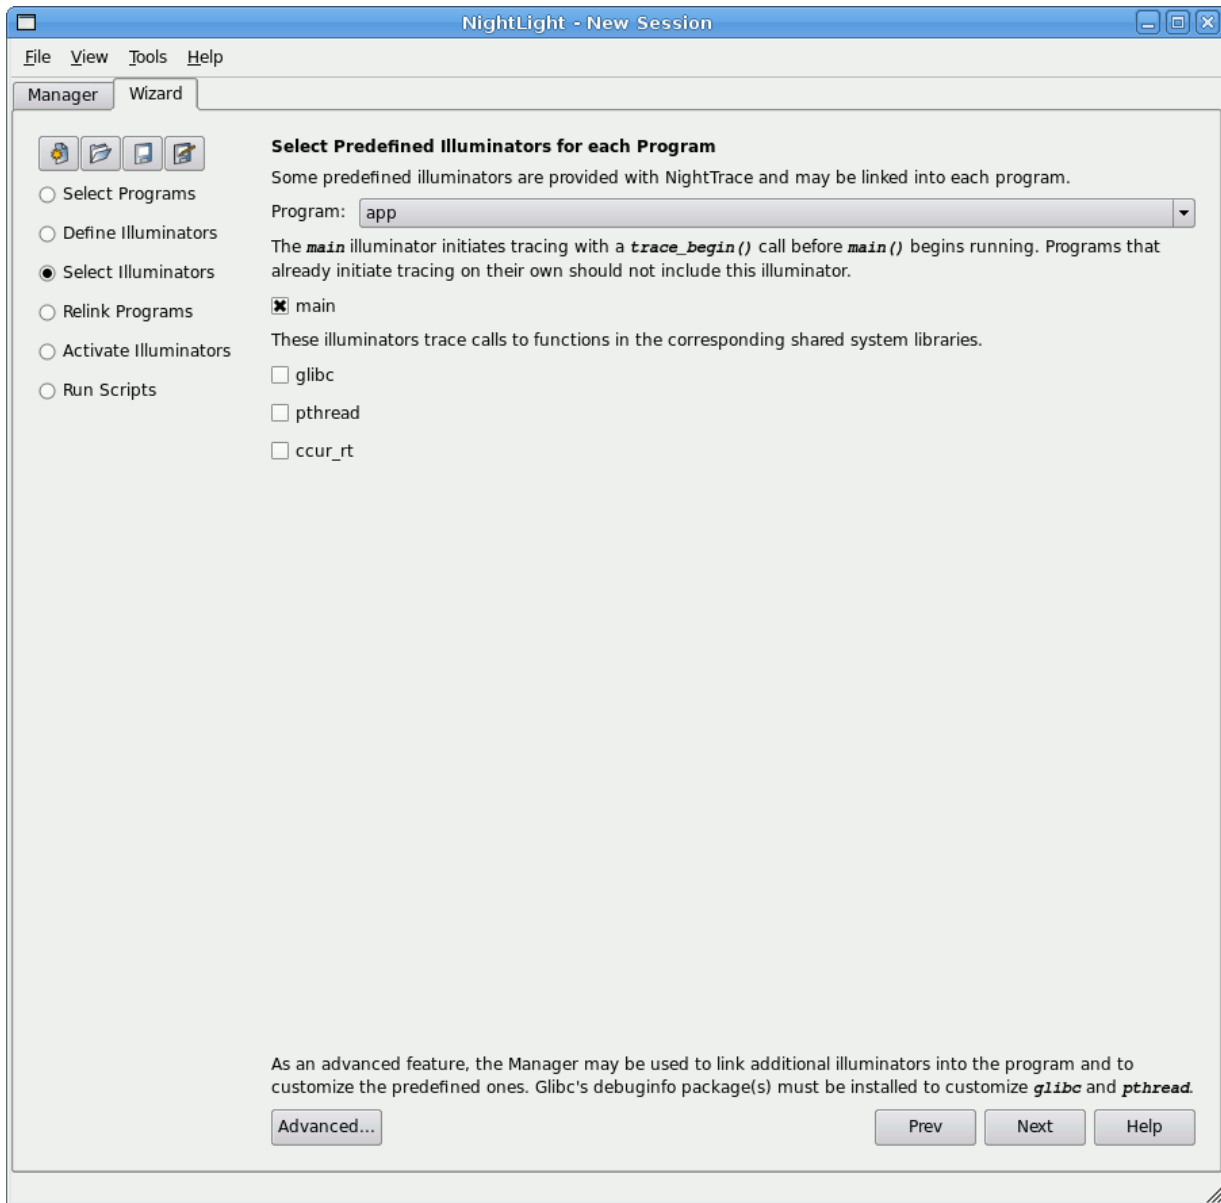 NightLight - New Session
File View Tools Help
Manager Wizard
Select Programs
Define Illuminators
Select Illuminators
Relink Programs
Activate Illuminators
Run Scripts
Select Predefined Illuminators for each Program
Some predefined illuminators are provided with NightTrace and may be linked into each program.
Program: app
The main illuminator initiates tracing with a trace_begin() call before main() begins running. Programs that
already initiate tracing on their own should not include this illuminator.
main
These illuminators trace calls to functions in the corresponding shared system libraries.
glibc
pthread
ccur_rt
As an advanced feature, the Manager may be used to link additional illuminators into the program and to
customize the predefined ones. Glibc's debuginfo package(s) must be installed to customize glibc and pthread.
Advanced... Prev Next Help